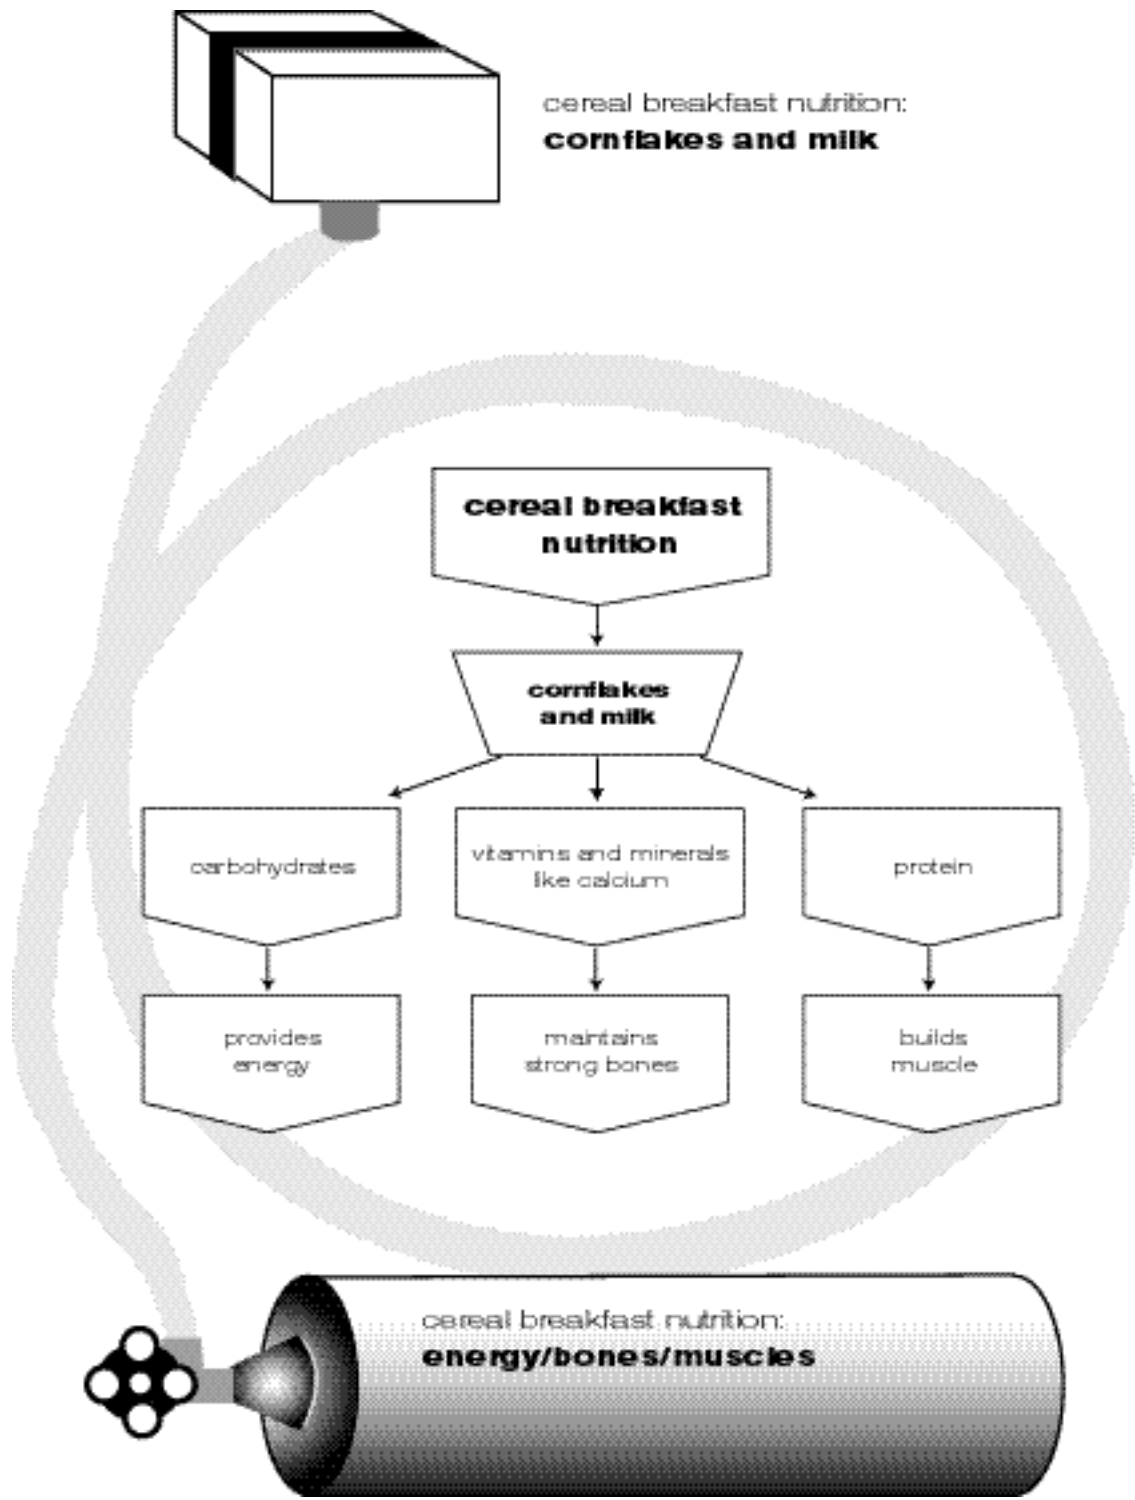 cereal breakfast nutrition:
cornflakes and milk
cereal breakfast
nutrition
cornflakes
and milk
carbohydrates
vitamins and minerals
like calcium
protein
provides
energy
maintains
strong bones
builds
muscle
cereal breakfast nutrition:
energy/bones/muscles